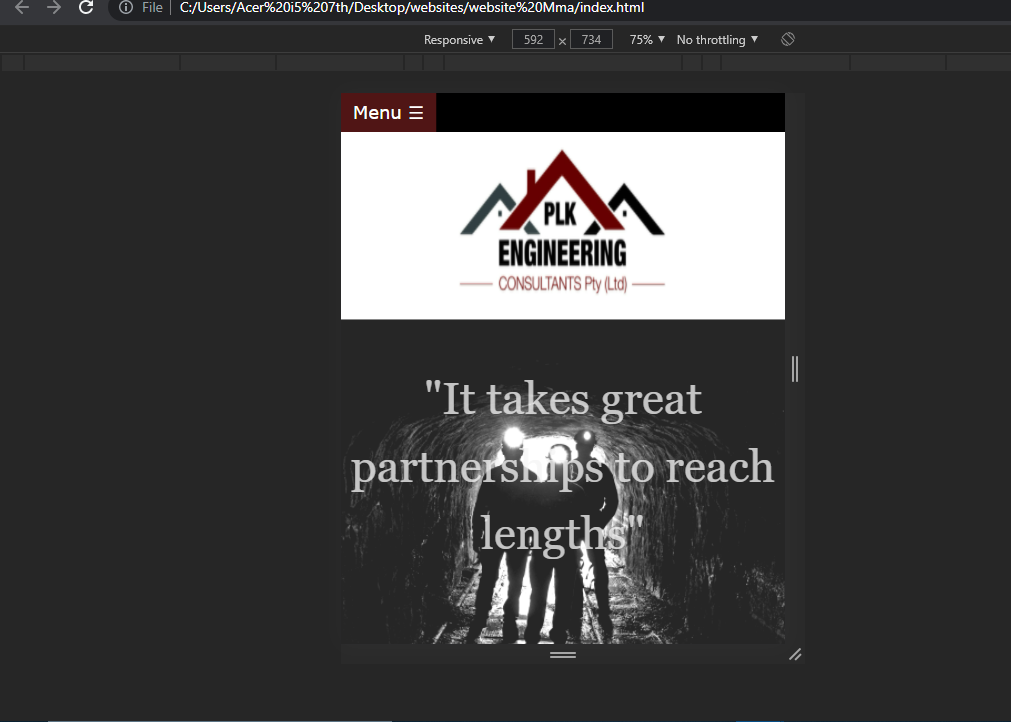 File | C:/Users/Acer%20i5%207th/Desktop/websites/website%20Mma/index.html
Responsive ▼ 592 × 734 75% ▼ No throttling ▼
Menu ☰
PLK
ENGINEERING
CONSULTANTS Pty (Ltd)
"It takes great
partnerships to reach
lengths"